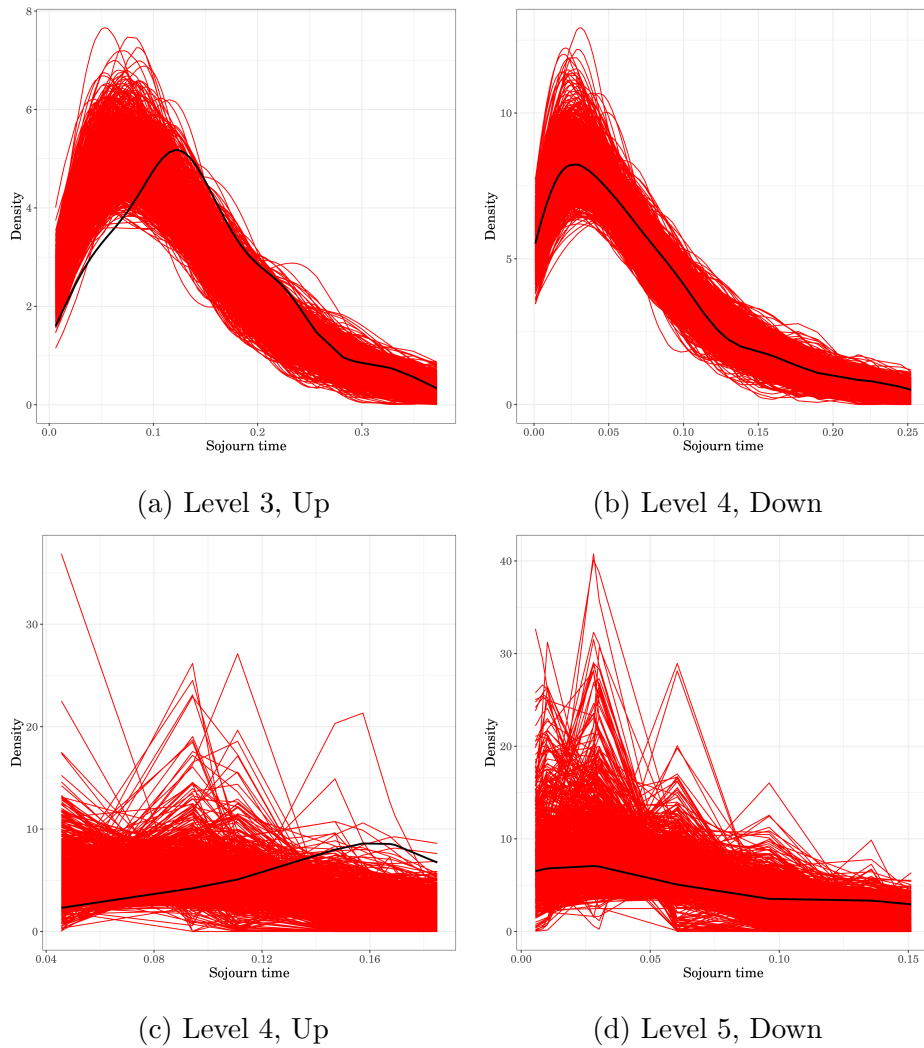 8
6
4
2
0
Density
0.0 0.1 0.2 0.3
Sojourn time
(a) Level 3, Up
10
5
0
Density
0.00 0.05 0.10 0.15 0.20 0.25
Sojourn time
(b) Level 4, Down
30
20
10
0
Density
0.04 0.08 0.12 0.16
Sojourn time
(c) Level 4, Up
40
30
20
10
0
Density
0.00 0.05 0.10 0.15
Sojourn time
(d) Level 5, Down